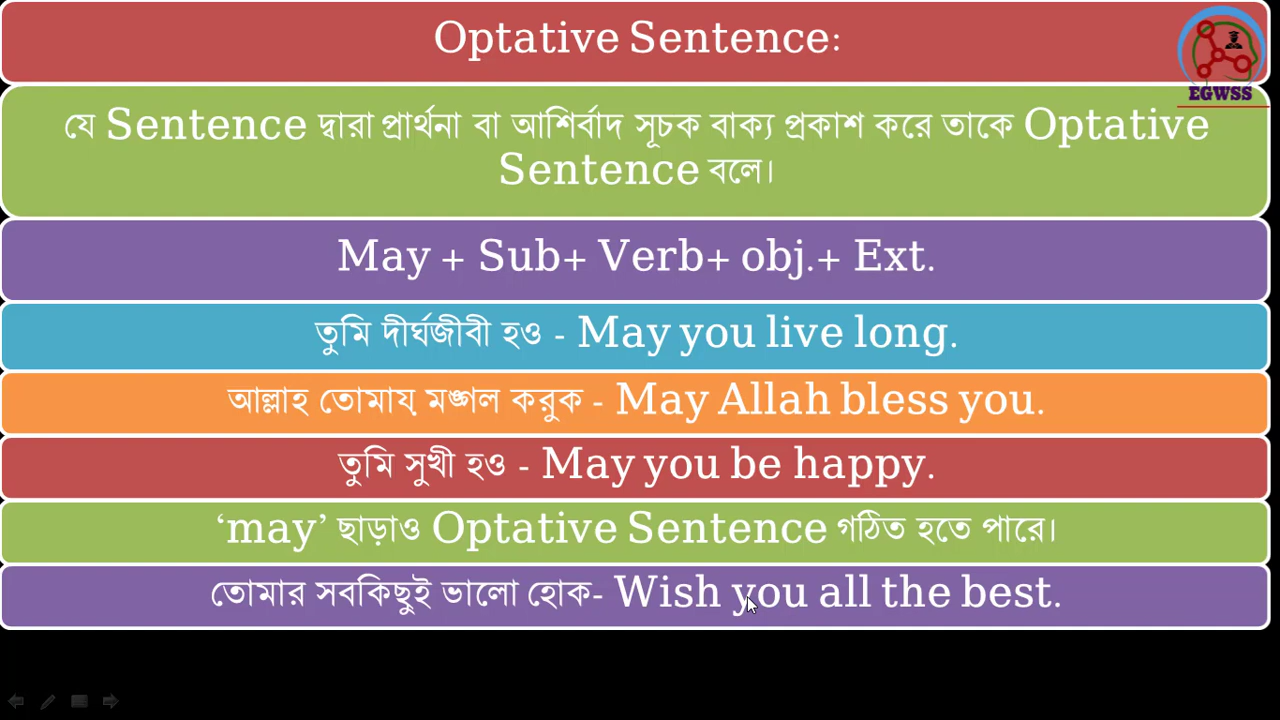 Optative Sentence:
EGWSS
যে Sentence দ্বারা প্রার্থনা বা আশির্বাদ সূচক বাক্য প্রকাশ করে তাকে Optative
Sentence বলে।
May + Sub+ Verb+ obj.+ Ext.
তুমি দীর্ঘজীবী হও - May you live long.
আল্লাহ তোমায় মঙ্গল করুক - May Allah bless you.
তুমি সুখী হও - May you be happy.
‘may’ ছাড়াও Optative Sentence গঠিত হতে পারে।
তোমার সবকিছুই ভালো হোক- Wish you all the best.